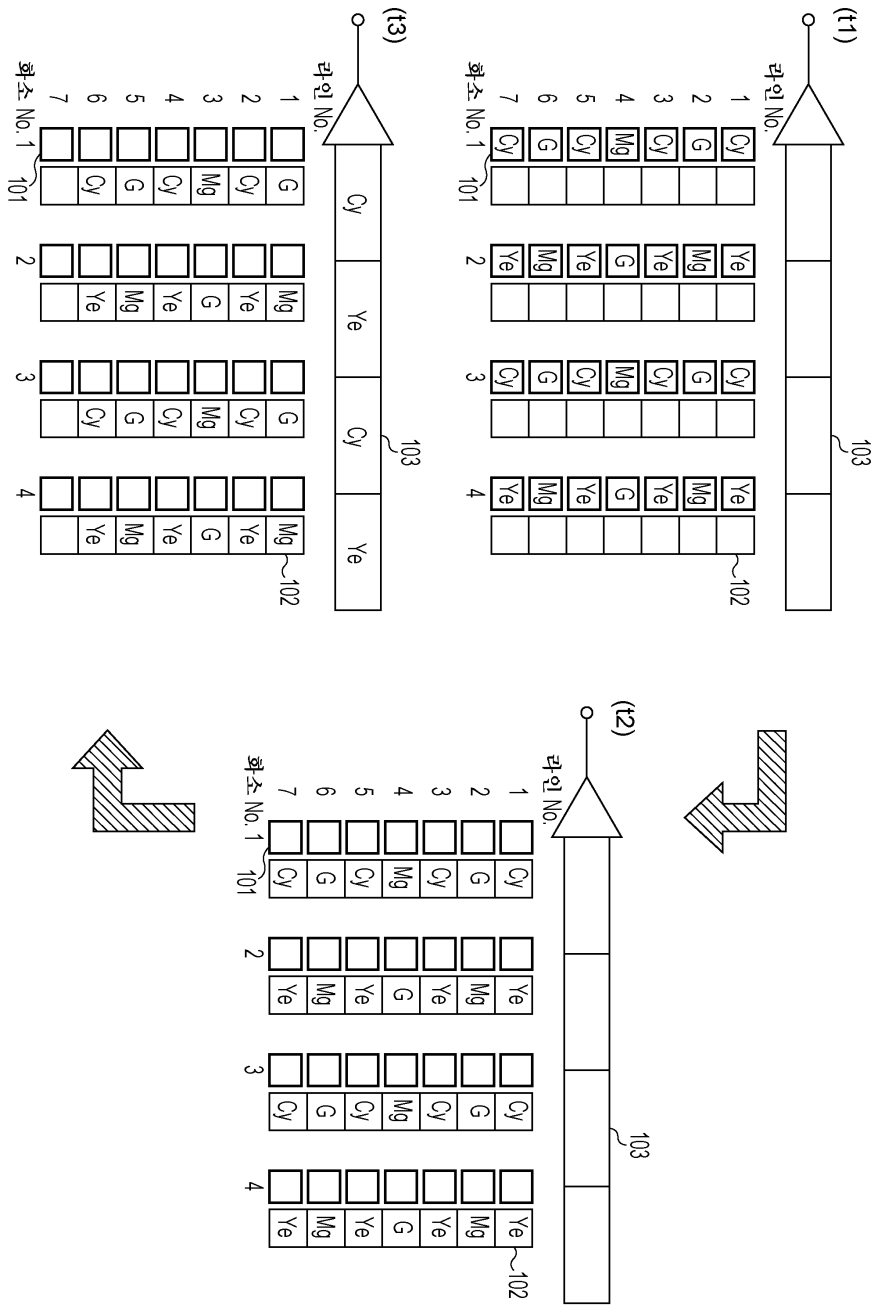 (t1)
103
라인 No.
1 Cy Ye Cy Ye
102
2 G Mg G Mg
3 Cy Ye Cy Ye
4 Mg G Mg G
5 Cy Ye Cy Ye
6 G Mg G Mg
7 Cy Ye Cy Ye
101
화소 No. 1 2 3 4
(t2)
103
라인 No.
1 Cy Ye Cy Ye
102
2 G Mg G Mg
3 Cy Ye Cy Ye
4 Mg G Mg G
5 Cy Ye Cy Ye
6 G Mg G Mg
7 Cy Ye Cy Ye
101
화소 No. 1 2 3 4
(t3)
103
Cy Ye Cy Ye
라인 No.
1 G Mg G Mg
102
2 Cy Ye Cy Ye
3 Mg G Mg G
4 Cy Ye Cy Ye
5 G Mg G Mg
6 Cy Ye Cy Ye
7
101
화소 No. 1 2 3 4